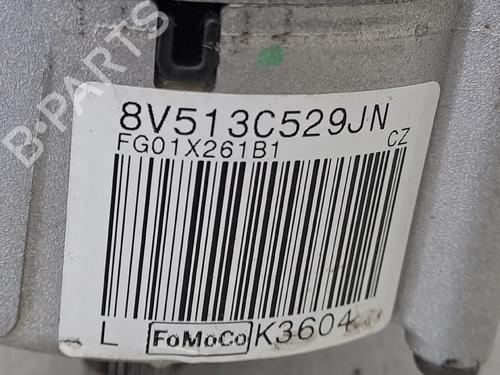 B-PARTS
8V513C529JN
FG01X261B1 CZ
L FoMoCo K3604